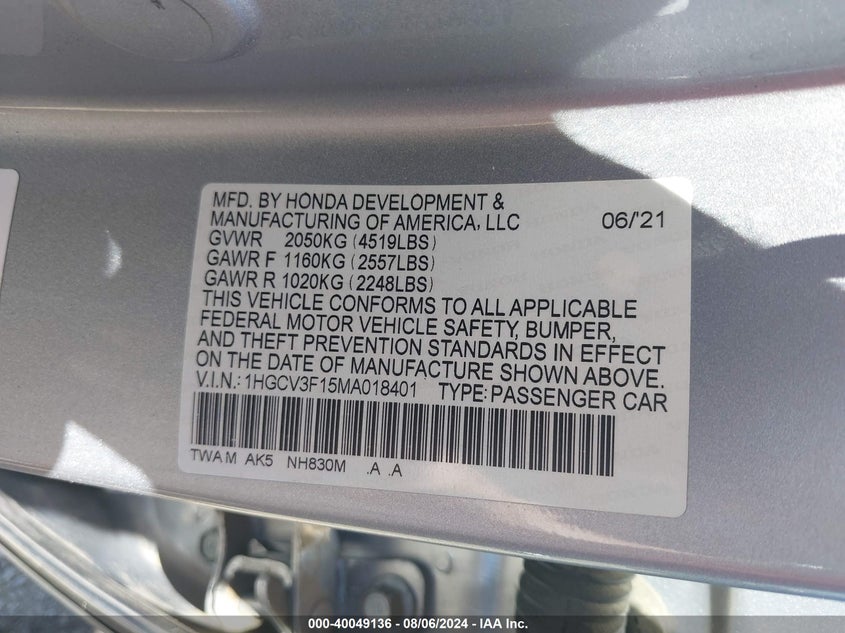 MFD. BY HONDA DEVELOPMENT &
MANUFACTURING OF AMERICA, LLC 06/'21
GVWR 2050KG (4519LBS)
GAWR F 1160KG (2557LBS)
GAWR R 1020KG (2248LBS)
THIS VEHICLE CONFORMS TO ALL APPLICABLE
FEDERAL MOTOR VEHICLE SAFETY, BUMPER,
AND THEFT PREVENTION STANDARDS IN EFFECT
ON THE DATE OF MANUFACTURE SHOWN ABOVE.
V.I.N.: 1HGCV3F15MA018401 TYPE: PASSENGER CAR
TWA M AK5 NH830M .A .A
000-40049136 - 08/06/2024 - IAA Inc.